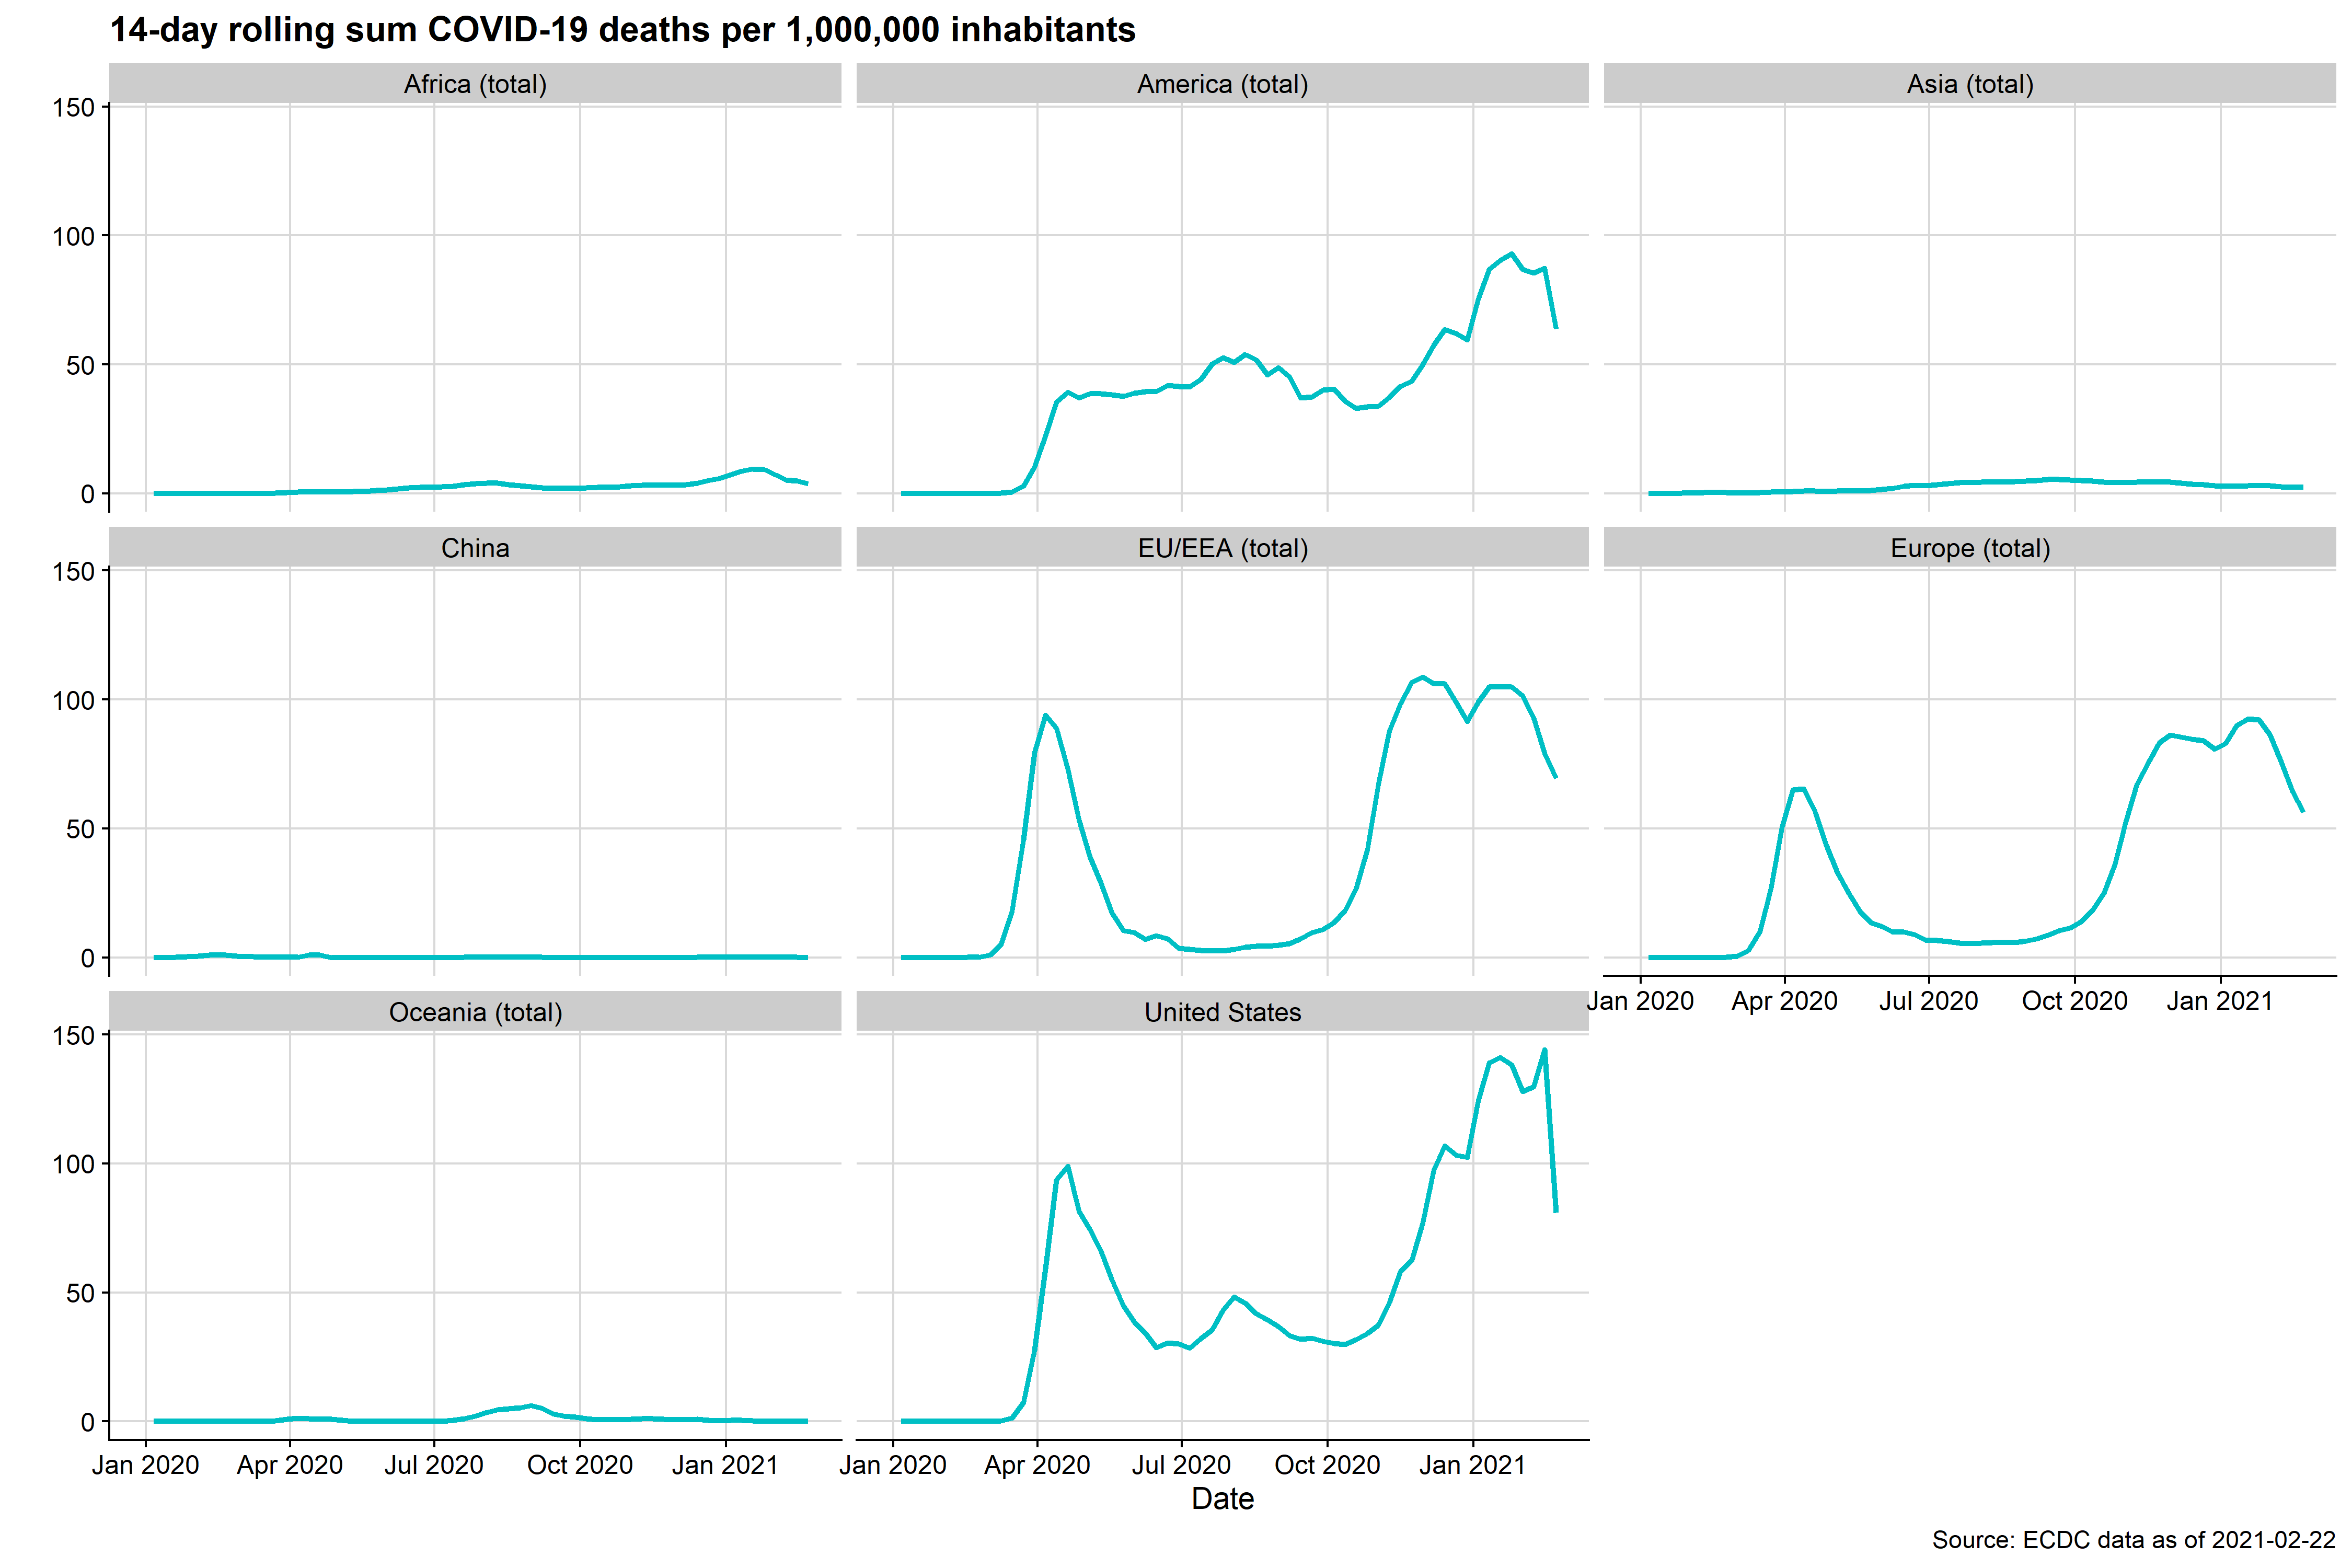 14-day rolling sum COVID-19 deaths per 1,000,000 inhabitants
Africa (total)
America (total)
Asia (total)
150
100
50
0
China
EU/EEA (total)
Europe (total)
150
100
50
0
Jan 2020 Apr 2020 Jul 2020 Oct 2020 Jan 2021
Oceania (total)
United States
150
100
50
0
Jan 2020 Apr 2020 Jul 2020 Oct 2020 Jan 2021
Jan 2020 Apr 2020 Jul 2020 Oct 2020 Jan 2021
Date
Source: ECDC data as of 2021-02-22